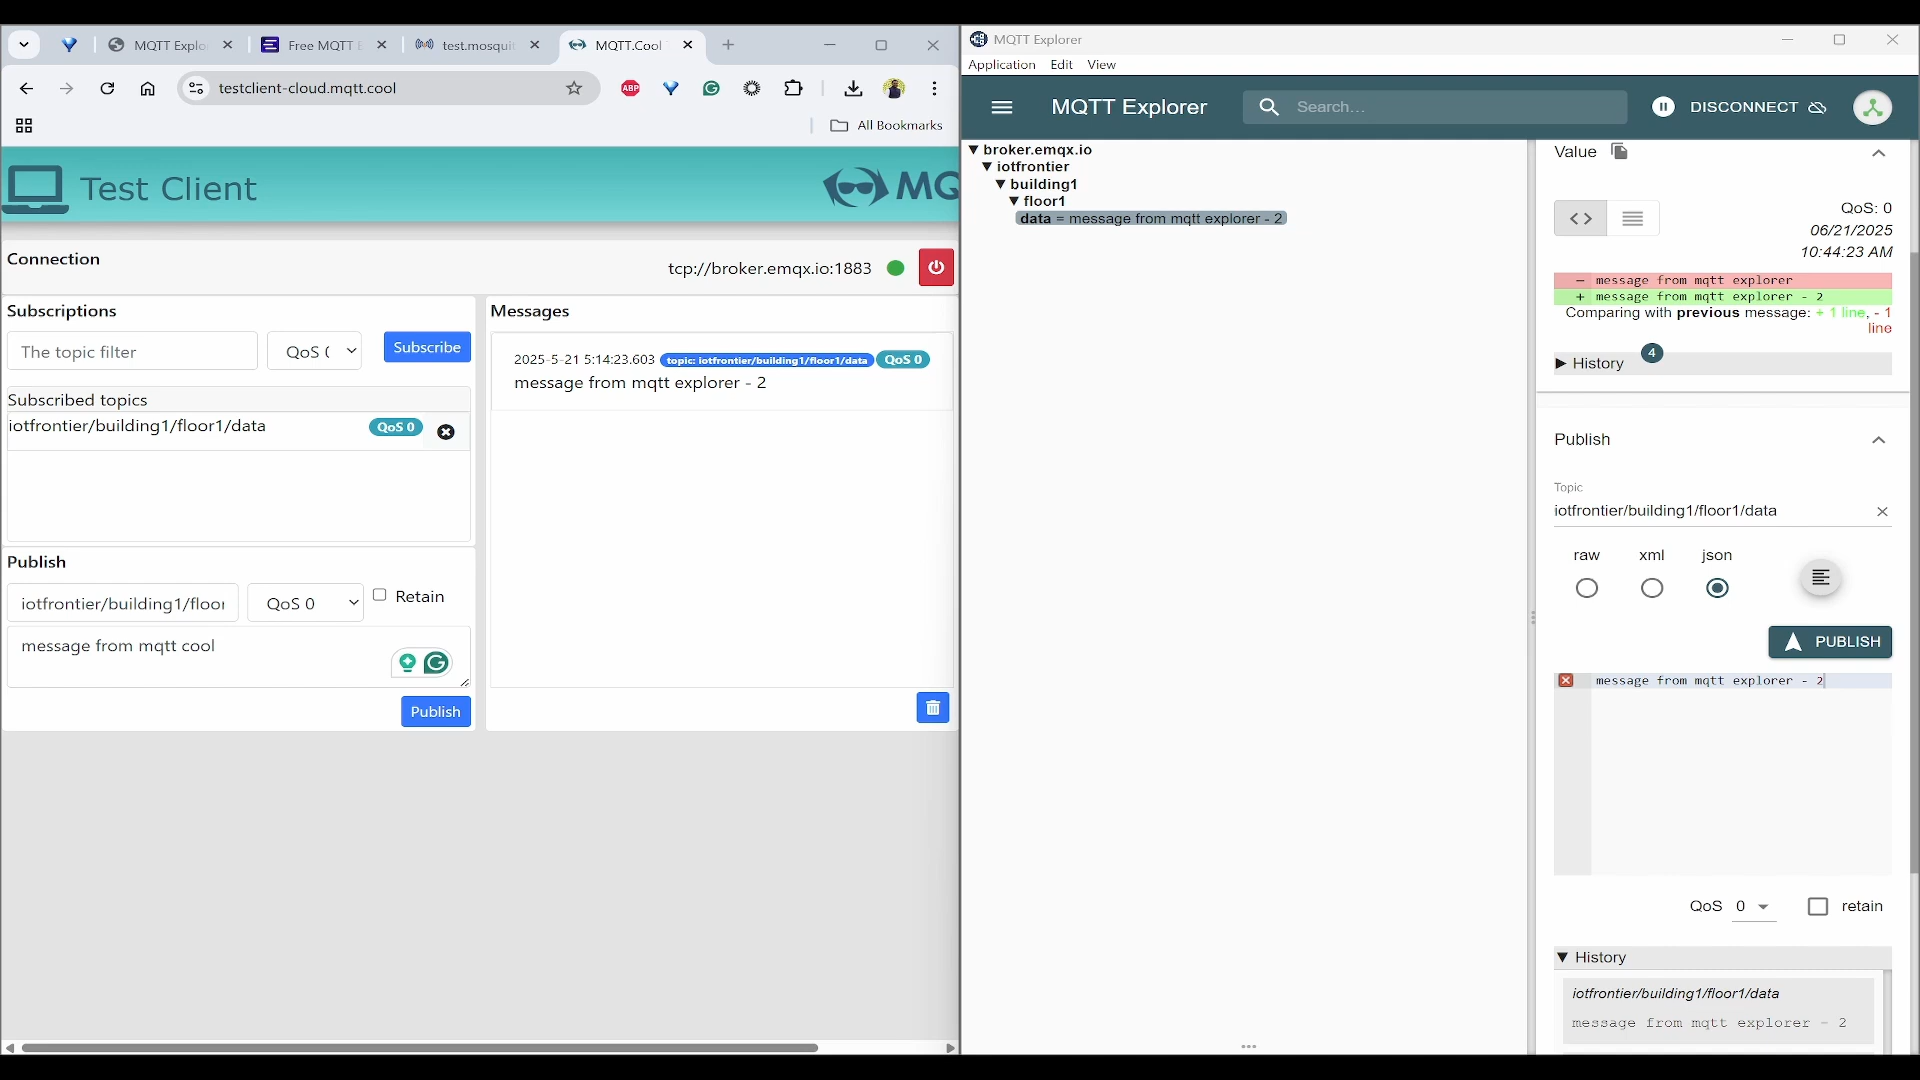 MQTT Explo
Free MQTT E
test.mosquit
MQTT.Cool
testclient-cloud.mqtt.cool
ABP
All Bookmarks
Test Client
MQ
Connection
tcp://broker.emqx.io:1883
Subscriptions
The topic filter
QoS (
Subscribe
Subscribed topics
iotfrontier/building1/floor1/data
QoS 0
Publish
iotfrontier/building1/floor
QoS 0
Retain
message from mqtt cool
Publish
Messages
2025-5-21 5:14:23.603 topic: iotfrontier/building1/floor1/data QoS 0
message from mqtt explorer - 2
MQTT Explorer
Application Edit View
MQTT Explorer
Search...
DISCONNECT
broker.emqx.io
iotfrontier
building1
floor1
data = message from mqtt explorer - 2
Value
QoS: 0
06/21/2025
10:44:23 AM
- message from mqtt explorer
+ message from mqtt explorer - 2
Comparing with previous message: + 1 line, - 1
line
History 4
Publish
Topic
iotfrontier/building1/floor1/data
raw xml json
PUBLISH
message from mqtt explorer - 2
QoS 0 retain
History
iotfrontier/building1/floor1/data
message from mqtt explorer - 2